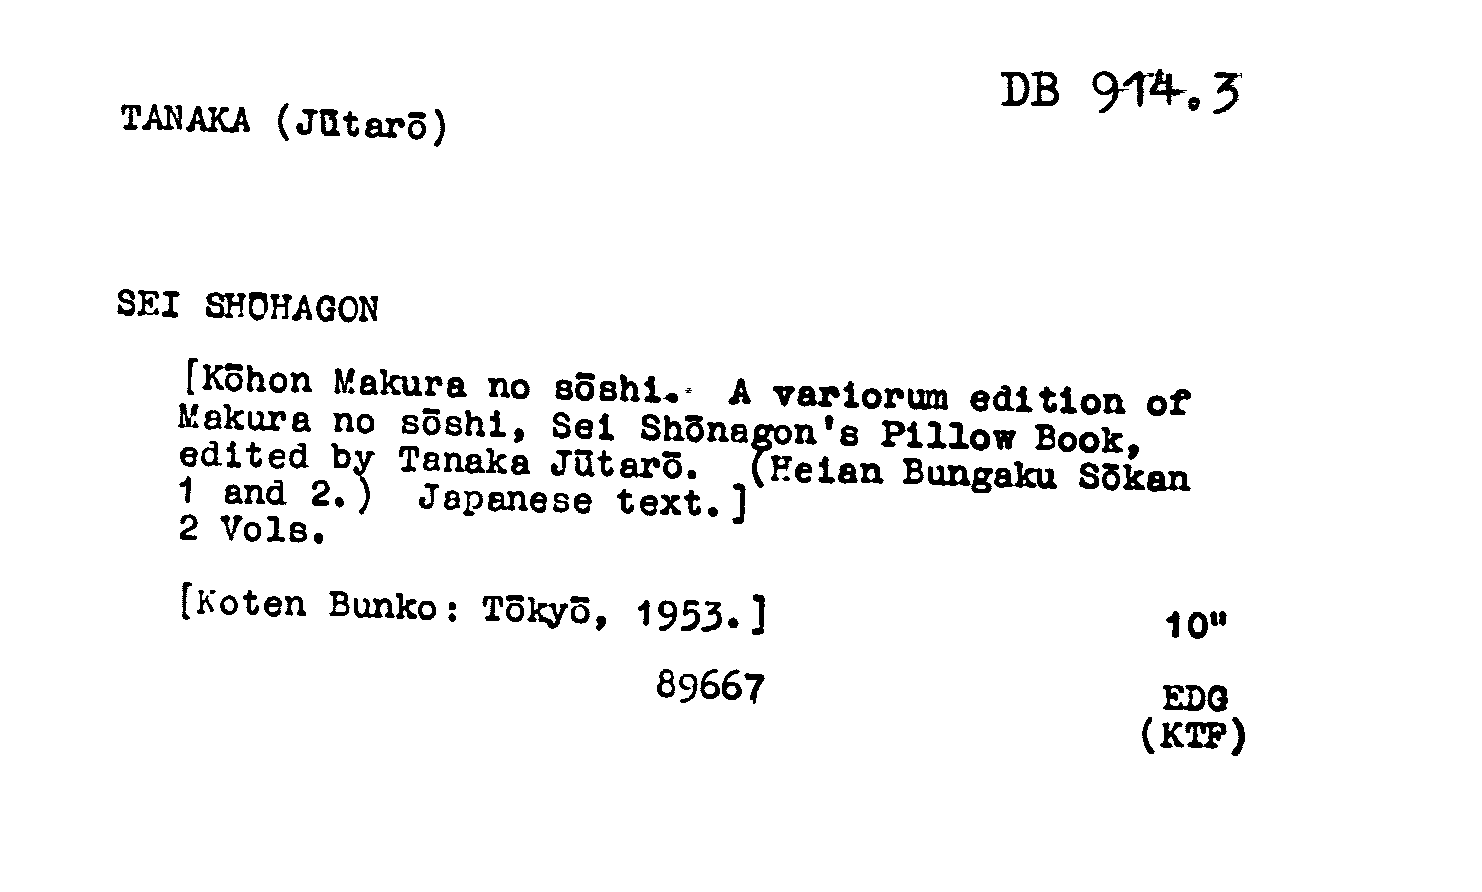 DB 914.3
TANAKA (Jūtarō)
SEI SHŌHAGON
[Kōhon Makura no sōshi. A variorum edition of
Makura no sōshi, Sei Shōnagon's Pillow Book,
edited by Tanaka Jūtarō. (Heian Bungaku Sōkan
1 and 2.) Japanese text.]
2 Vols.
[Koten Bunko: Tōkyō, 1953.]
10"
89667
EDG
(KTF)